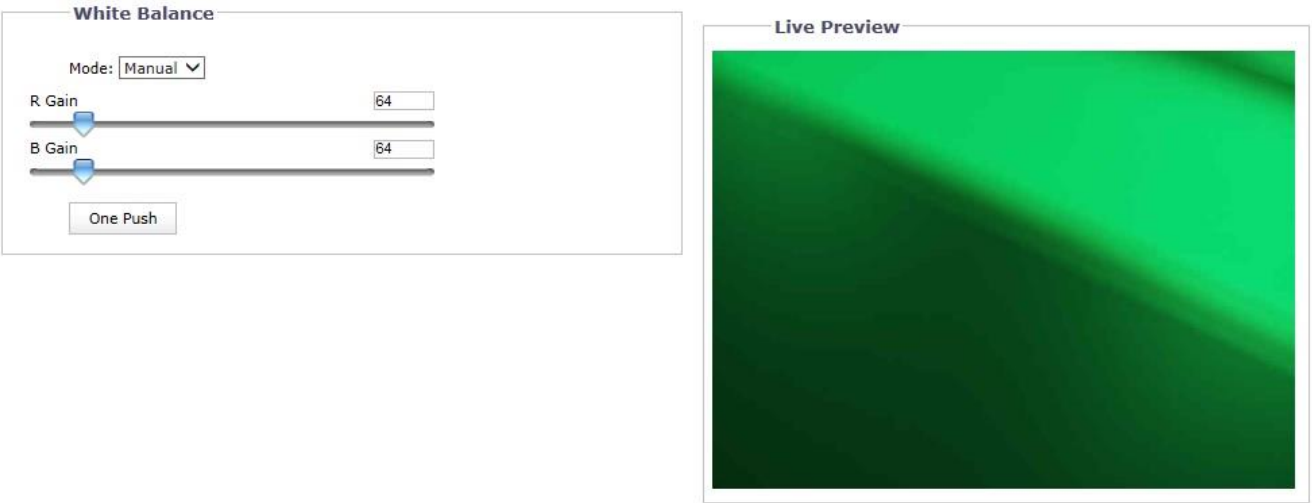 White Balance
Mode: Manual
R Gain 64
B Gain 64
One Push
Live Preview